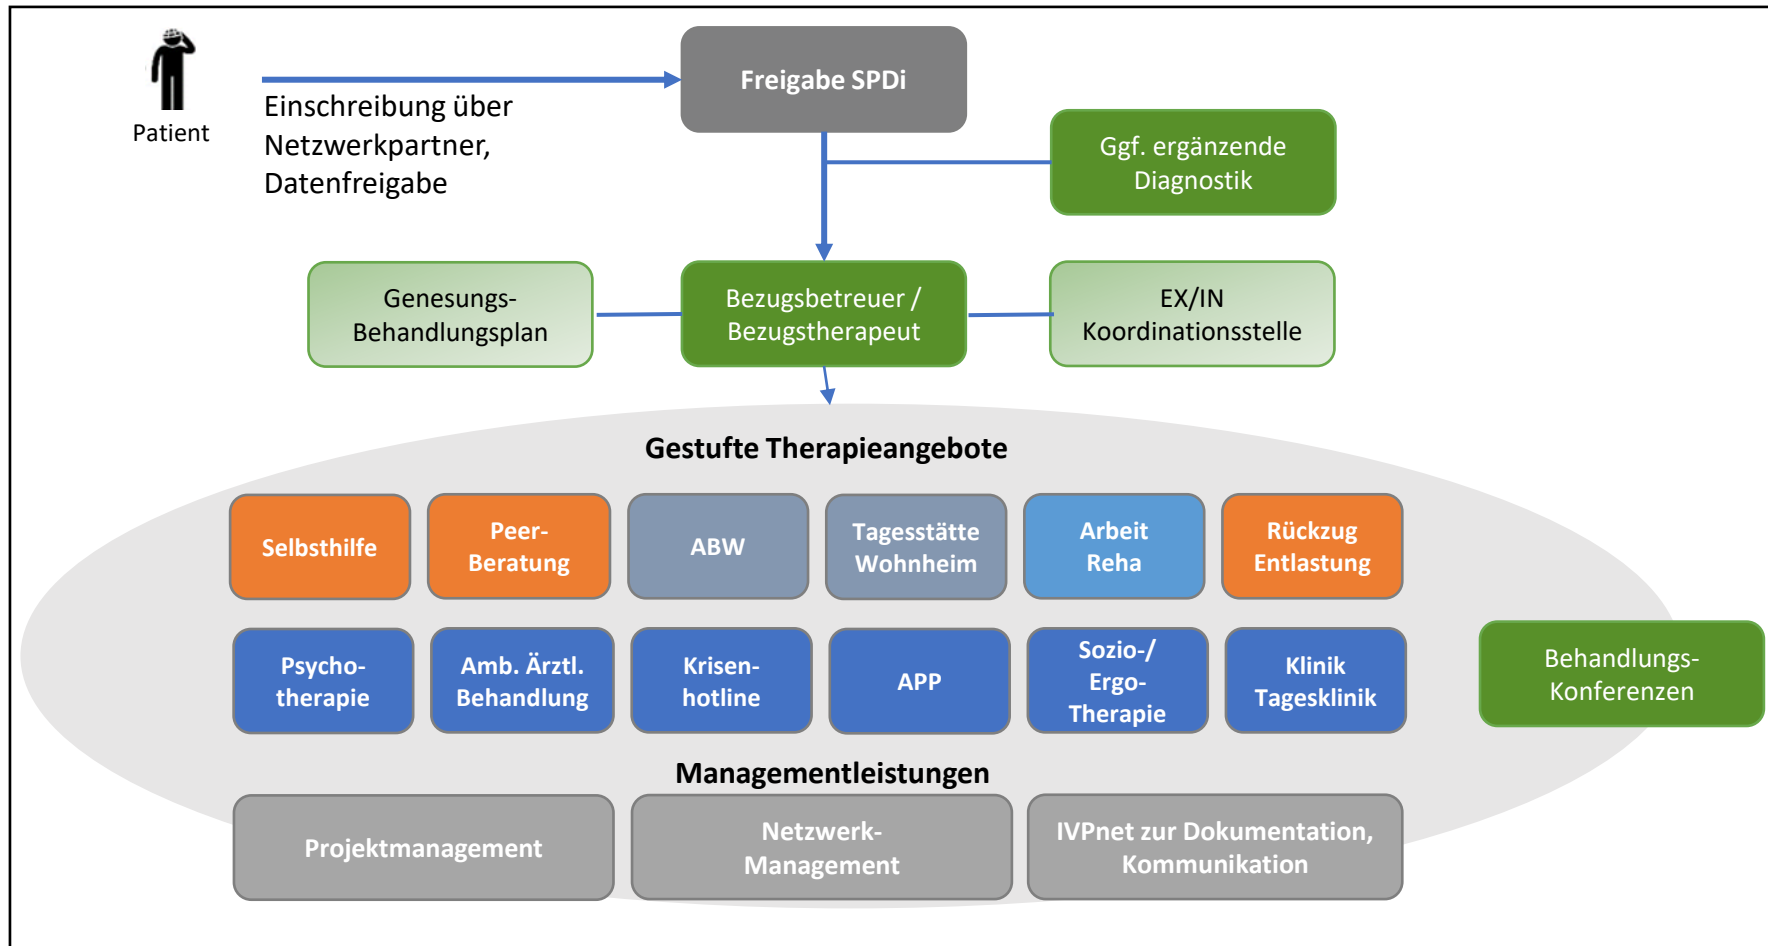 Patient
Einschreibung über
Netzwerkpartner,
Datenfreigabe
Freigabe SPDi
Ggf. ergänzende
Diagnostik
Genesungs-
Behandlungsplan
Bezugsbetreuer /
Bezugstherapeut
EX/IN
Koordinationsstelle
Gestufte Therapieangebote
Selbsthilfe
Peer-
Beratung
ABW
Tagesstätte
Wohnheim
Arbeit
Reha
Rückzug
Entlastung
Psycho-
therapie
Amb. Ärztl.
Behandlung
Krisen-
hotline
APP
Sozio-/
Ergo-
Therapie
Klinik
Tagesklinik
Behandlungs-
Konferenzen
Managementleistungen
Projektmanagement
Netzwerk-
Management
IVPnet zur Dokumentation,
Kommunikation